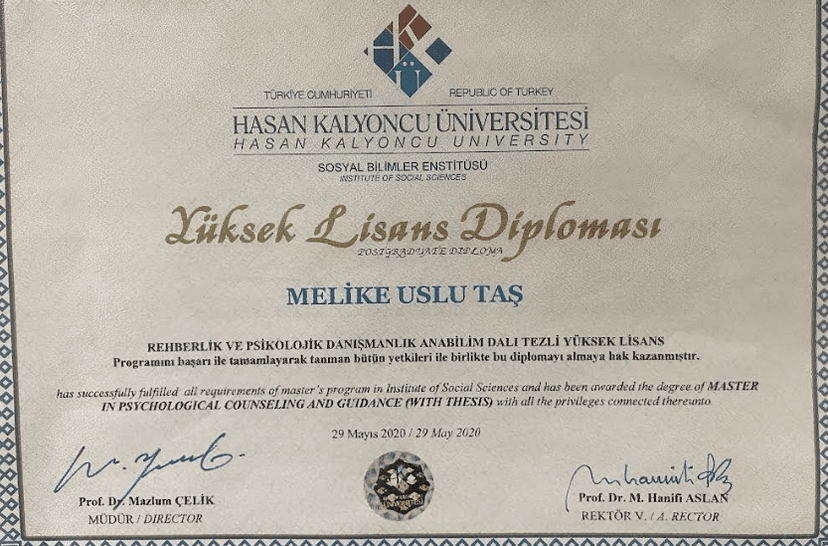 TÜRKİYE CUMHURİYETİ REPUBLIC OF TURKEY
HASAN KALYONCU ÜNİVERSİTESİ
HASAN KALYONCU UNIVERSITY
SOSYAL BİLİMLER ENSTİTÜSÜ
INSTITUTE OF SOCIAL SCIENCES
Yüksek Lisans Diploması
POSTGRADUATE DIPLOMA
MELİKE USLU TAŞ
REHBERLİK VE PSİKOLOJİK DANIŞMANLIK ANABİLİM DALI TEZLİ YÜKSEK LİSANS
Programını başarı ile tamamlayarak tanınan bütün yetkileri ile birlikte bu diplomayı almaya hak kazanmıştır.
has successfully fulfilled all requirements of master's program in Institute of Social Sciences and has been awarded the degree of MASTER
IN PSYCHOLOGICAL COUNSELING AND GUIDANCE (WITH THESIS) with all the privileges connected thereunto
29 Mayıs 2020 / 29 May 2020
Prof. Dr. Mazlum ÇELİK Prof. Dr. M. Hanifi ASLAN
MÜDÜR / DIRECTOR REKTÖR V. / A. RECTOR